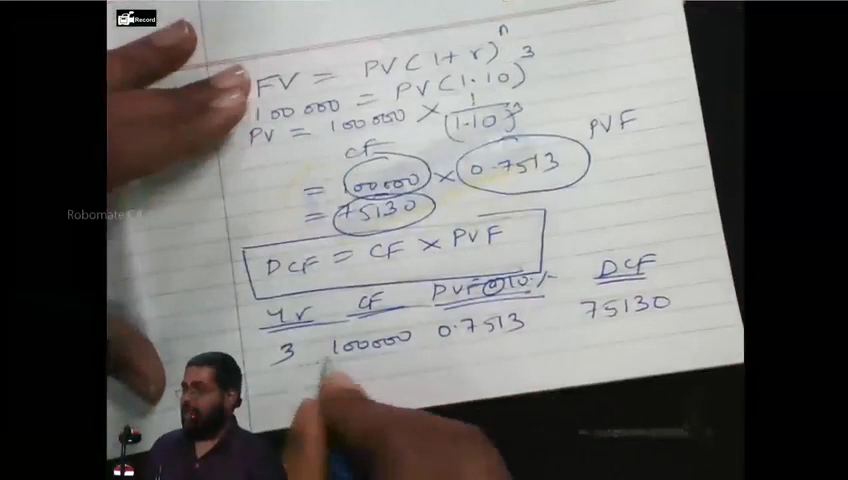 Record
FV = PV(1+r)^n
100000 = PV(1.10)^3
PV = 100000 × 1/(1.10)^3
CF
PVF
= 100000 × 0.7513
= 75130
DCF = CF × PVF
Yr CF PVF@10% DCF
3 100000 0.7513 75130
Robomate